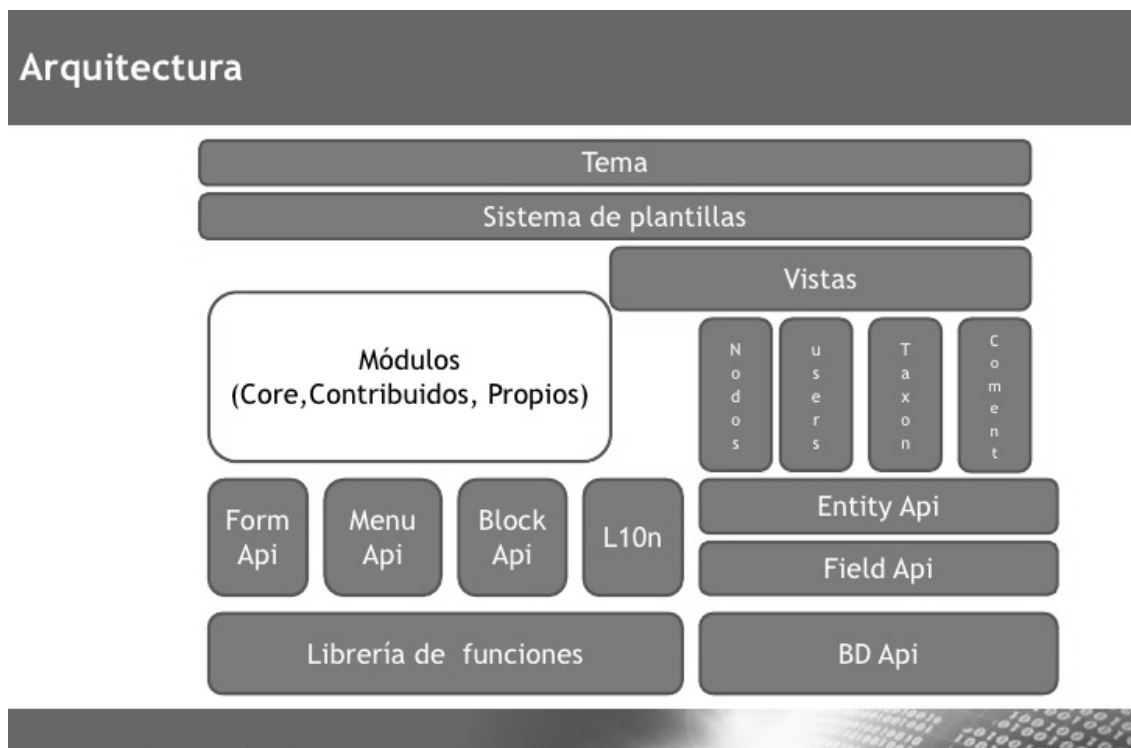 Arquitectura
Tema
Sistema de plantillas
Vistas
Módulos
(Core,Contribuidos, Propios)
Nodos
users
Taxon
Coment
Form
Api
Menu
Api
Block
Api
L10n
Entity Api
Field Api
Librería de funciones
BD Api